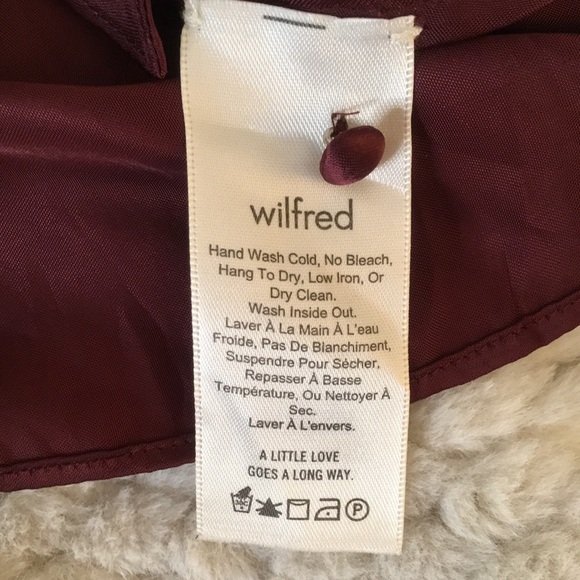 wilfred
Hand Wash Cold, No Bleach,
Hang To Dry, Low Iron, Or
Dry Clean.
Wash Inside Out.
Laver À La Main À L'eau
Froide, Pas De Blanchiment,
Suspendre Pour Sécher,
Repasser À Basse
Température, Ou Nettoyer À
Sec.
Laver À L'envers.
A LITTLE LOVE
GOES A LONG WAY.
P